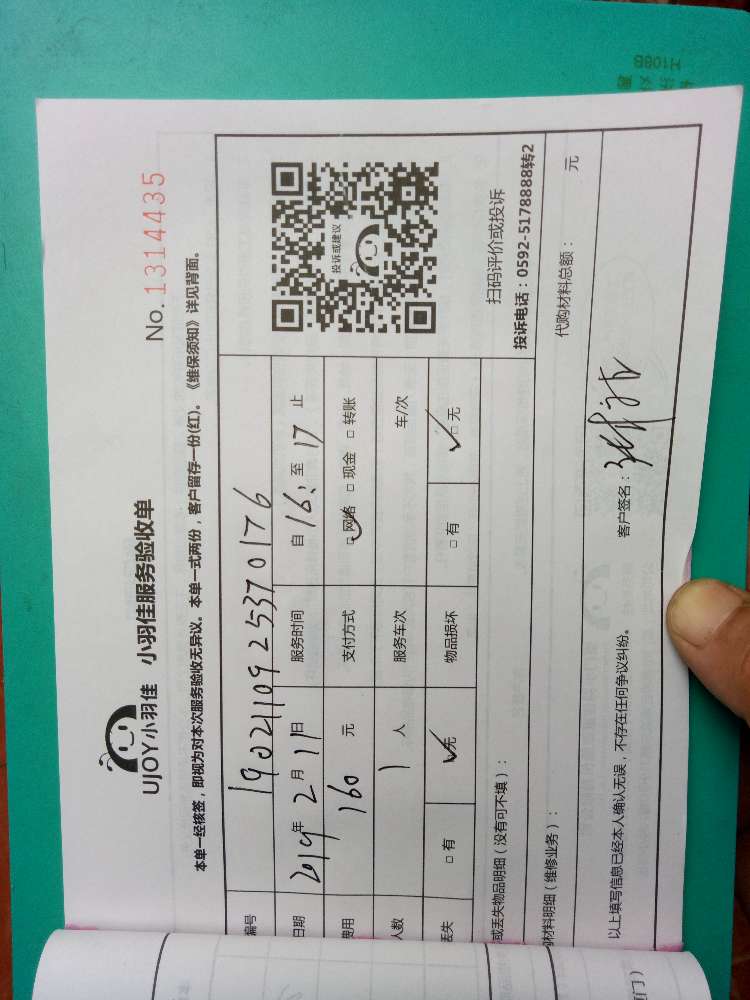 No.1314435
UJOY小羽佳 小羽佳服务验收单
本单一经核签，即视为对本次服务验收无异议。本单一式两份，客户留存一份(红)。《维保须知》详见背面。
编号 190211092537 0176
日期 2019年2月11日 服务时间 自16:至17止
费用 160元 支付方式 □网络 □现金 □转账
人数 1人 服务车次 车/次
丢失 □有 □无 物品损坏 □有 □无
投诉或建议
扫码评价或投诉
投诉电话：0592-5178888转2
或丢失物品明细（没有可不填）：
材料明细（维修业务）： 代购材料总额： 元
以上填写信息已经本人确认无误，不存在任何争议纠纷。 客户签名：
H108B